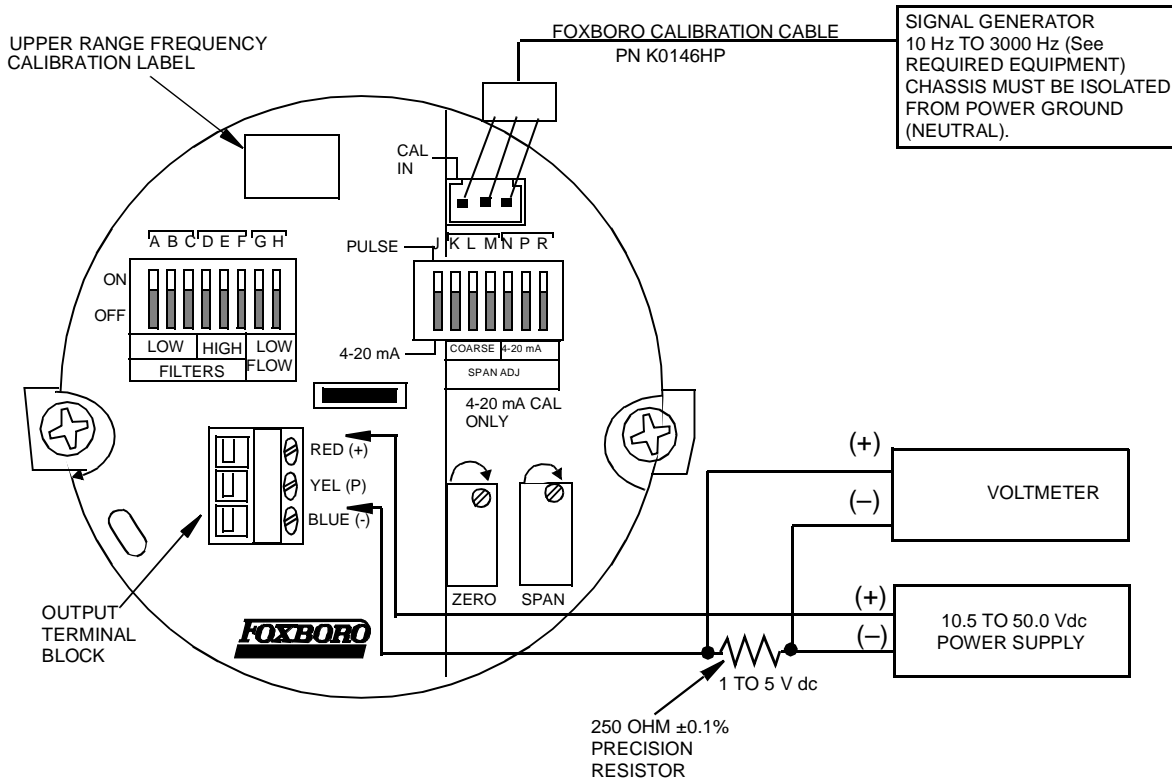 UPPER RANGE FREQUENCY
CALIBRATION LABEL
FOXBORO CALIBRATION CABLE
PN K0146HP
SIGNAL GENERATOR
10 Hz TO 3000 Hz (See
REQUIRED EQUIPMENT)
CHASSIS MUST BE ISOLATED
FROM POWER GROUND
(NEUTRAL).
CAL
IN
A B C D E F G H
ON
OFF
LOW HIGH LOW
FILTERS FLOW
PULSE
J K L M N P R
4-20 mA
COARSE 4-20 mA
SPAN ADJ
4-20 mA CAL
ONLY
RED (+)
YEL (P)
BLUE (-)
ZERO SPAN
OUTPUT
TERMINAL
BLOCK
FOXBORO
(+)
(–)
VOLTMETER
(+)
(–)
10.5 TO 50.0 Vdc
POWER SUPPLY
1 TO 5 V dc
250 OHM ±0.1%
PRECISION
RESISTOR